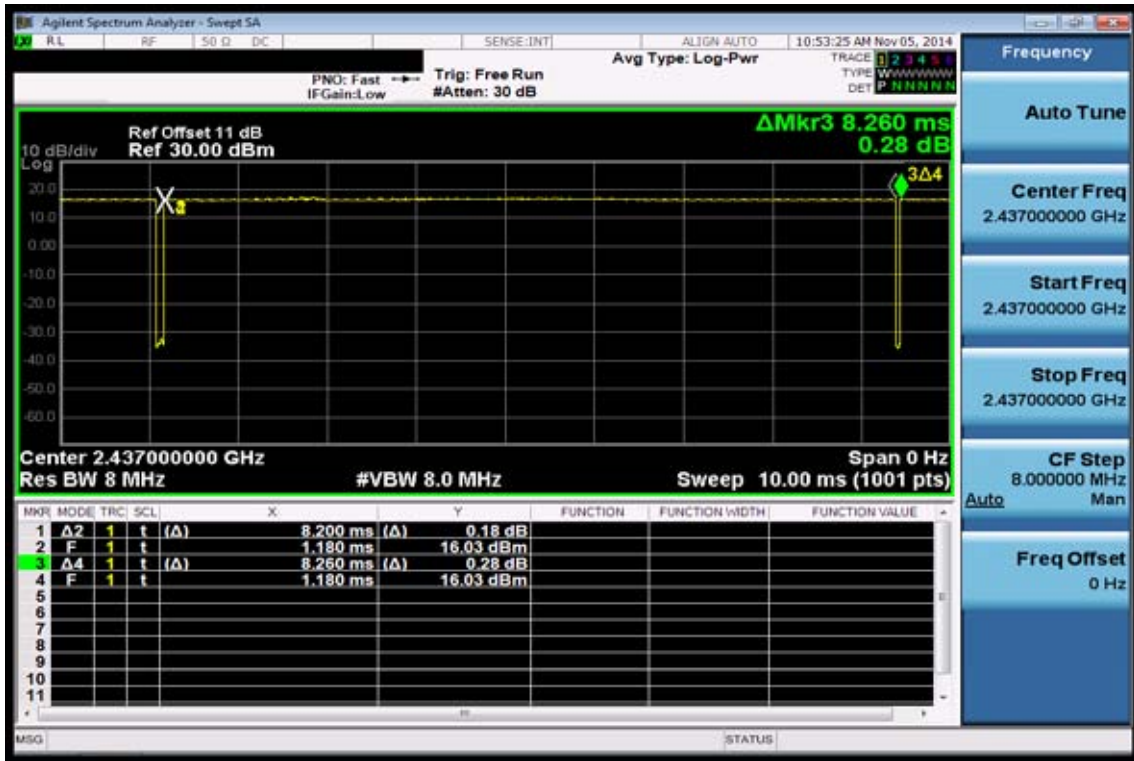 Agilent Spectrum Analyzer - Swept SA
RL RF 50 Ω DC SENSE:INT ALIGN AUTO 10:53:25 AM Nov 05, 2014
PNO: Fast Trig: Free Run Avg Type: Log-Pwr TRACE 1 2 3 4 5 6
IFGain:Low #Atten: 30 dB TYPE WWWWWW
DET P N N N N N
Ref Offset 11 dB ΔMkr3 8.260 ms
10 dB/div Ref 30.00 dBm 0.28 dB
Log
3Δ4
20.0
10.0
0.00
-10.0
-20.0
-30.0
-40.0
-50.0
-60.0
Center 2.437000000 GHz Span 0 Hz
Res BW 8 MHz #VBW 8.0 MHz Sweep 10.00 ms (1001 pts)
MKR MODE TRC SCL X Y FUNCTION FUNCTION WIDTH FUNCTION VALUE
1 Δ2 1 t (Δ) 8.200 ms (Δ) 0.18 dB
2 F 1 t 1.180 ms 16.03 dBm
3 Δ4 1 t (Δ) 8.260 ms (Δ) 0.28 dB
4 F 1 t 1.180 ms 16.03 dBm
5
6
7
8
9
10
11
MSG STATUS
Frequency
Auto Tune
Center Freq
2.437000000 GHz
Start Freq
2.437000000 GHz
Stop Freq
2.437000000 GHz
CF Step
8.000000 MHz
Auto Man
Freq Offset
0 Hz